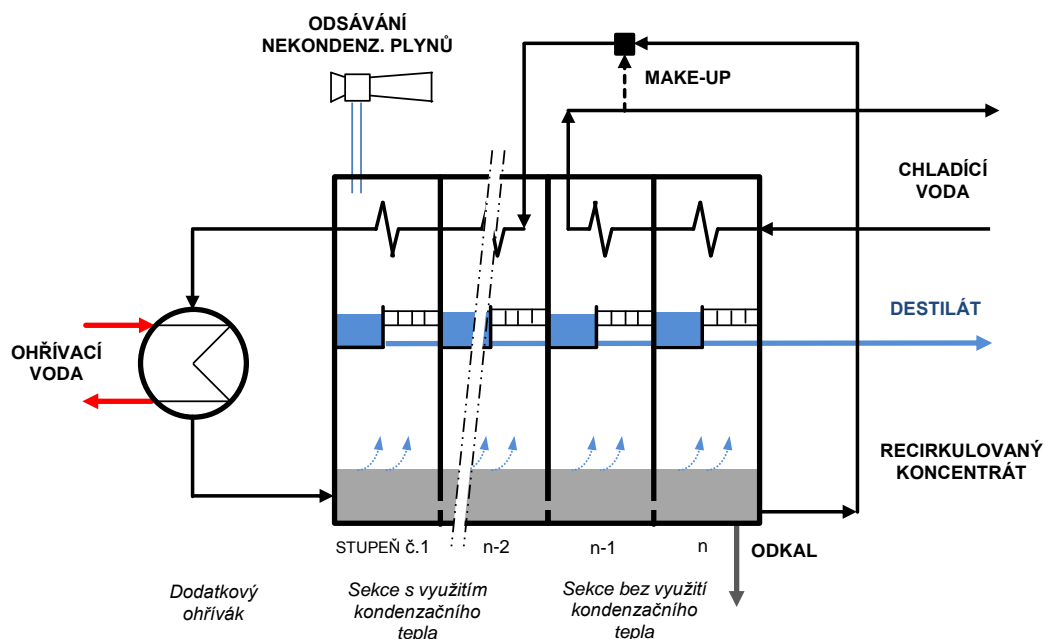 ODSÁVÁNÍ
NEKONDENZ. PLYNŮ
MAKE-UP
CHLADÍCÍ
VODA
DESTILÁT
OHŘÍVACÍ
VODA
RECIRKULOVANÝ
KONCENTRÁT
STUPEŇ č.1
n-2
n-1
n
ODKAL
Dodatkový
ohřívák
Sekce s využitím
kondenzačního
tepla
Sekce bez využití
kondenzačního
tepla